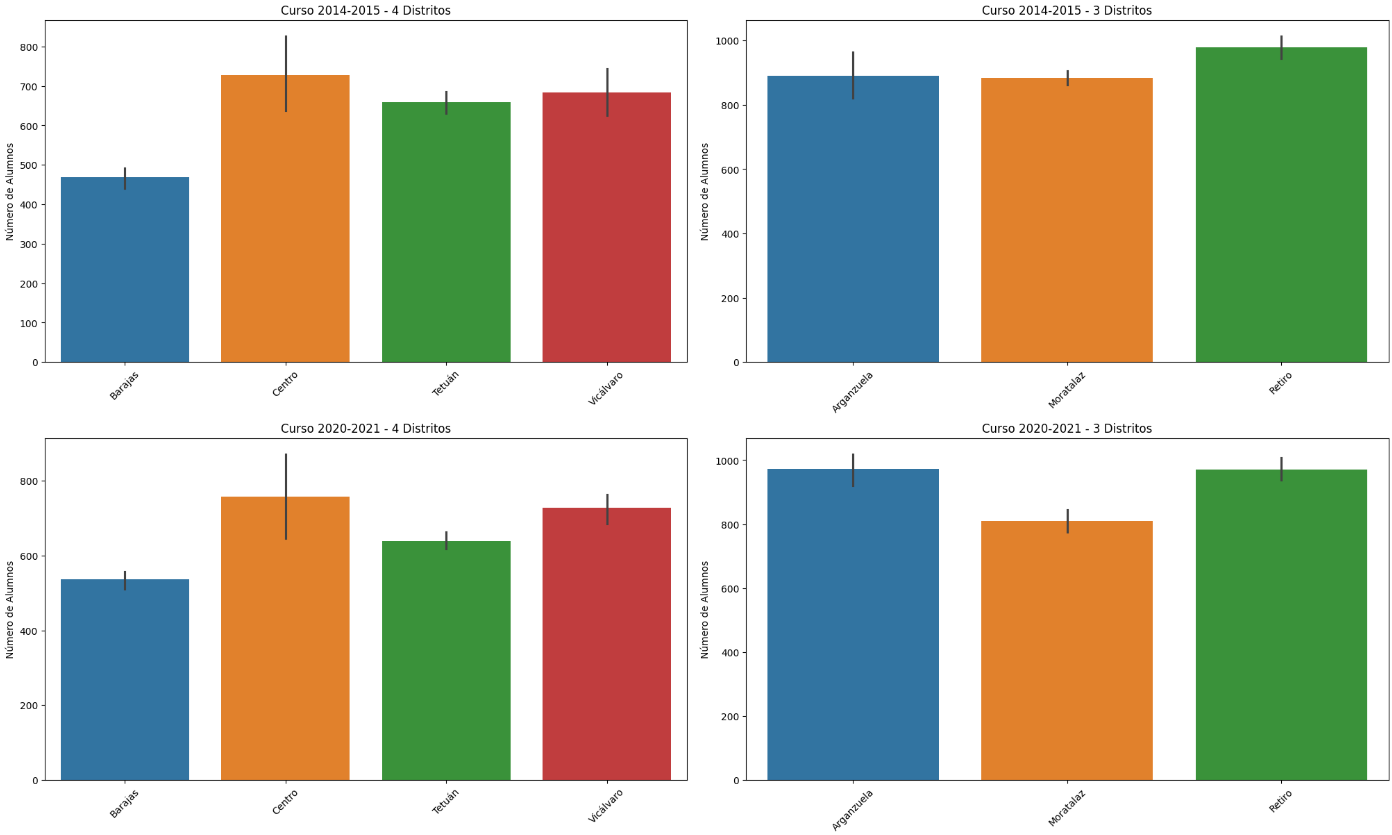 Curso 2014-2015 - 4 Distritos
Número de Alumnos
800
700
600
500
400
300
200
100
0
Barajas
Centro
Tetuán
Vicálvaro
Curso 2014-2015 - 3 Distritos
Número de Alumnos
1000
800
600
400
200
0
Arganzuela
Moratalaz
Retiro
Curso 2020-2021 - 4 Distritos
Número de Alumnos
800
600
400
200
0
Barajas
Centro
Tetuán
Vicálvaro
Curso 2020-2021 - 3 Distritos
Número de Alumnos
1000
800
600
400
200
0
Arganzuela
Moratalaz
Retiro